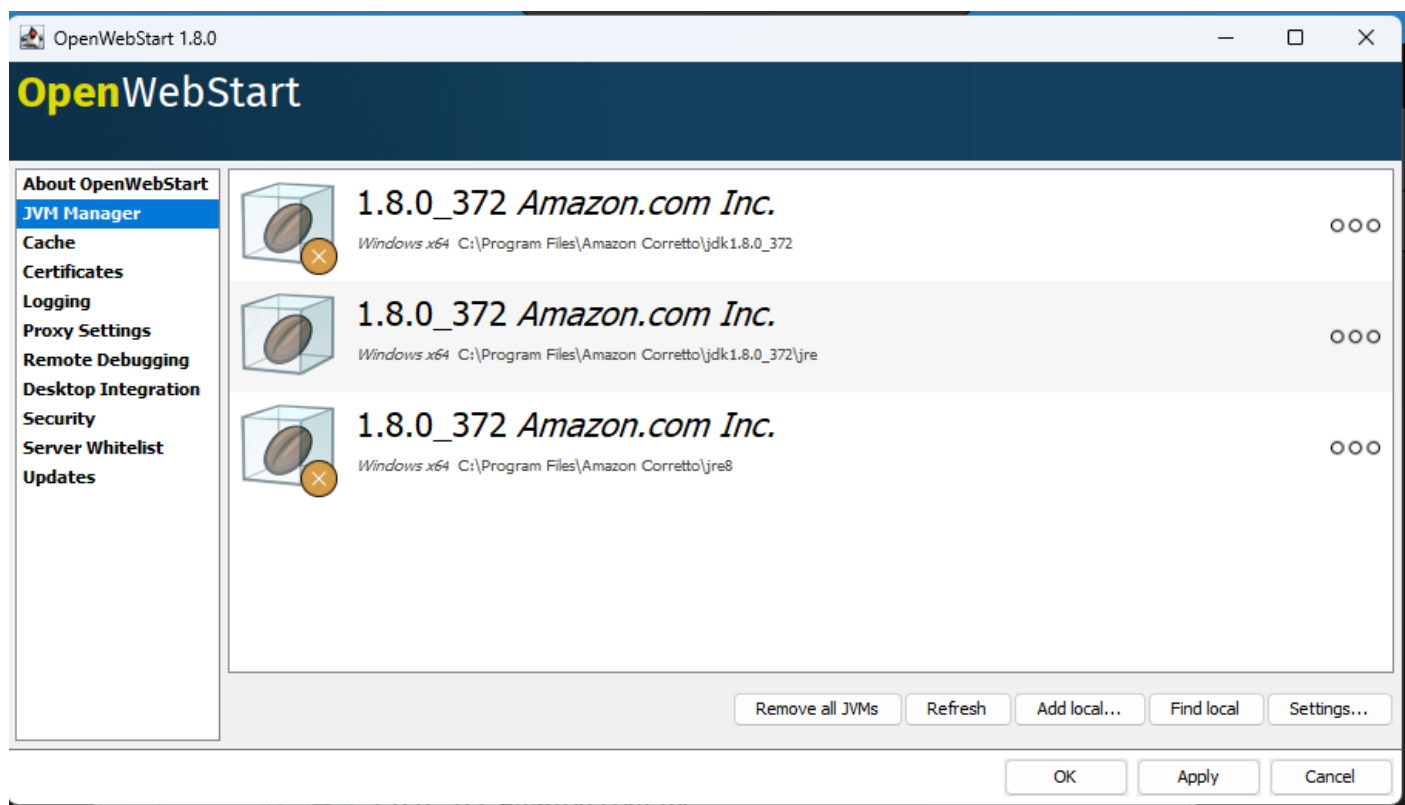 OpenWebStart 1.8.0
OpenWebStart
About OpenWebStart
JVM Manager
Cache
Certificates
Logging
Proxy Settings
Remote Debugging
Desktop Integration
Security
Server Whitelist
Updates
1.8.0_372 Amazon.com Inc.
Windows x64 C:\Program Files\Amazon Corretto\jdk1.8.0_372
1.8.0_372 Amazon.com Inc.
Windows x64 C:\Program Files\Amazon Corretto\jdk1.8.0_372\jre
1.8.0_372 Amazon.com Inc.
Windows x64 C:\Program Files\Amazon Corretto\jre8
Remove all JVMs Refresh Add local... Find local Settings...
OK Apply Cancel